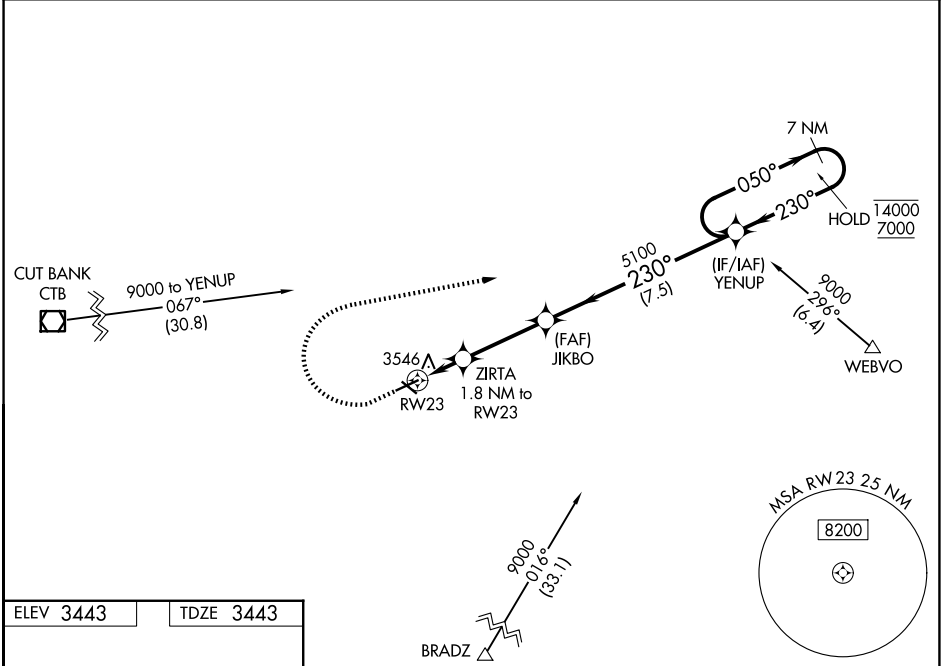 7 NM
050°
230°
HOLD
14000
7000
(IF/IAF)
YENUP
5100
230°
(7.5)
CUT BANK
CTB
9000 to YENUP
067°
(30.8)
9000
296°
(6.4)
WEBVO
(FAF)
JIKBO
3546
ZIRTA
1.8 NM to
RW23
RW23
MSA RW23 25 NM
8200
9000
016°
(33.1)
BRADZ
ELEV 3443
TDZE 3443